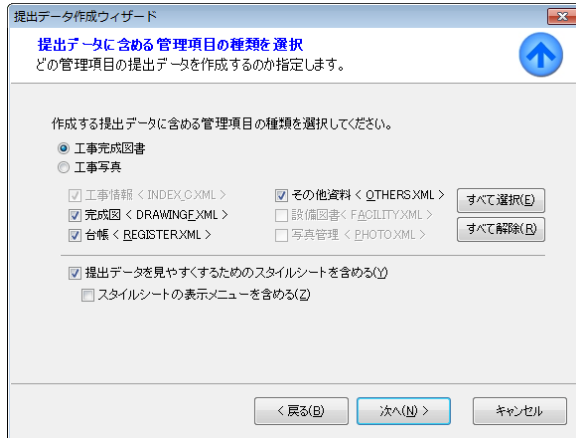 提出データ作成ウィザード
提出データに含める管理項目の種類を選択
どの管理項目の提出データを作成するのか指定します。
作成する提出データに含める管理項目の種類を選択してください。
工事完成図書
工事写真
工事情報 < INDEX_C.XML >
その他資料 < OTHERS.XML >
すべて選択(E)
完成図 < DRAWINGF.XML >
設備図書< FACILITY.XML >
すべて解除(R)
台帳 < REGISTER.XML >
写真管理 < PHOTO.XML >
提出データを見やすくするためのスタイルシートを含める(Y)
スタイルシートの表示メニューを含める(Z)
< 戻る(B)
次へ(N) >
キャンセル